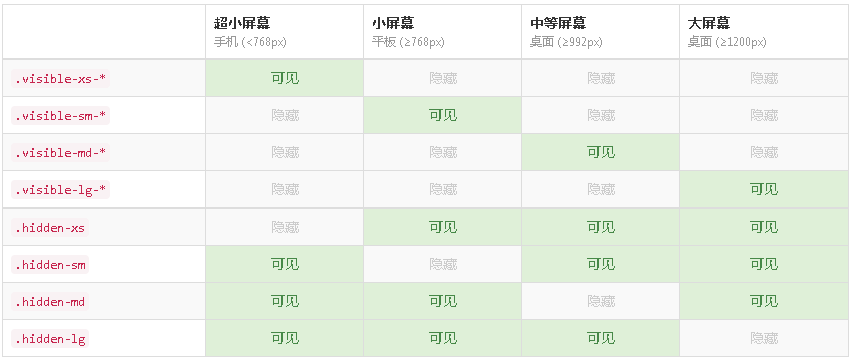 超小屏幕 小屏幕 中等屏幕 大屏幕
手机 (<768px) 平板 (≥768px) 桌面 (≥992px) 桌面 (≥1200px)
.visible-xs-* 可见 隐藏 隐藏 隐藏
.visible-sm-* 隐藏 可见 隐藏 隐藏
.visible-md-* 隐藏 隐藏 可见 隐藏
.visible-lg-* 隐藏 隐藏 隐藏 可见
.hidden-xs 隐藏 可见 可见 可见
.hidden-sm 可见 隐藏 可见 可见
.hidden-md 可见 可见 隐藏 可见
.hidden-lg 可见 可见 可见 隐藏